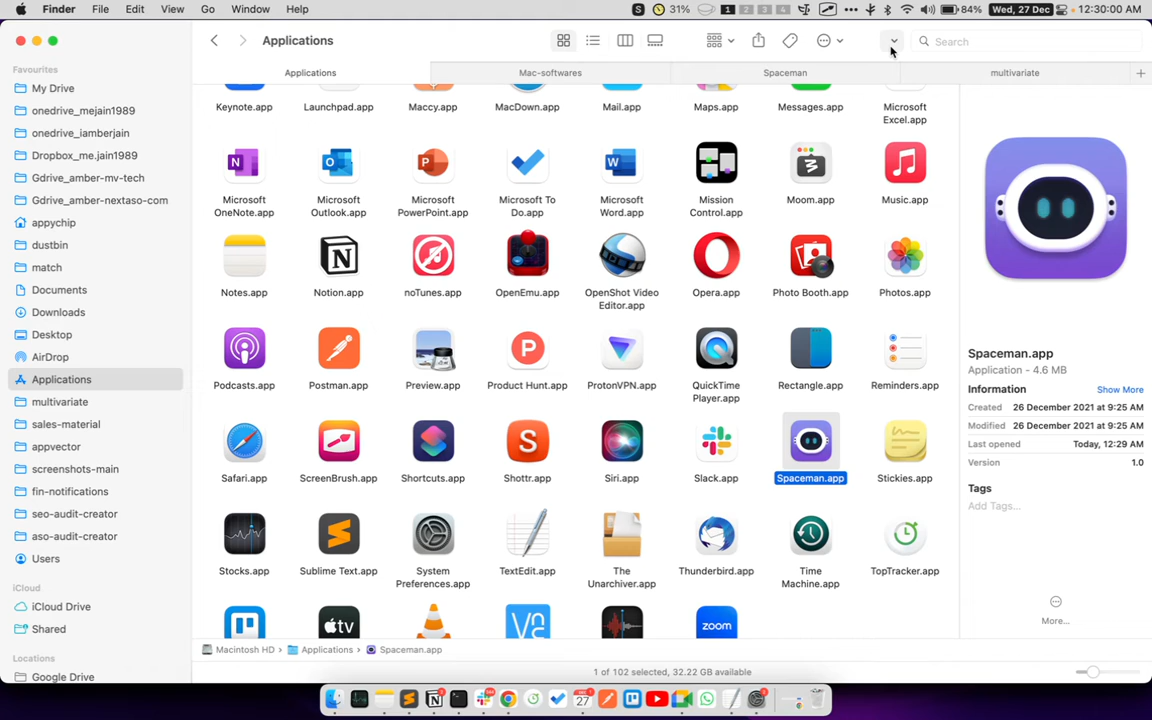 Finder File Edit View Go Window Help
S 31% 1 2 3 4 84% Wed, 27 Dec 12:30:00 AM
Applications
Search
Applications Mac-softwares Spaceman multivariate
Favourites
My Drive
onedrive_mejain1989
onedrive_iamberjain
Dropbox_me.jain1989
Gdrive_amber-mv-tech
Gdrive_amber-nextaso-com
appychip
dustbin
match
Documents
Downloads
Desktop
AirDrop
Applications
multivariate
sales-material
appvector
screenshots-main
fin-notifications
seo-audit-creator
aso-audit-creator
Users
iCloud
iCloud Drive
Shared
Locations
Google Drive
Keynote.app Launchpad.app Maccy.app MacDown.app Mail.app Maps.app Messages.app Microsoft
Excel.app
Microsoft Microsoft Microsoft Microsoft To Microsoft Mission Moom.app Music.app
OneNote.app Outlook.app PowerPoint.app Do.app Word.app Control.app
Notes.app Notion.app noTunes.app OpenEmu.app OpenShot Video Opera.app Photo Booth.app Photos.app
Editor.app
Podcasts.app Postman.app Preview.app Product Hunt.app ProtonVPN.app QuickTime Rectangle.app Reminders.app
Player.app
Safari.app ScreenBrush.app Shortcuts.app Shottr.app Siri.app Slack.app Spaceman.app Stickies.app
Stocks.app Sublime Text.app System TextEdit.app The Thunderbird.app Time TopTracker.app
Preferences.app Unarchiver.app Machine.app
tv zoom
Spaceman.app
Application - 4.6 MB
Information Show More
Created 26 December 2021 at 9:25 AM
Modified 26 December 2021 at 9:25 AM
Last opened Today, 12:29 AM
Version 1.0
Tags
Add Tags...
More...
Macintosh HD › Applications › Spaceman.app
1 of 102 selected, 32.22 GB available